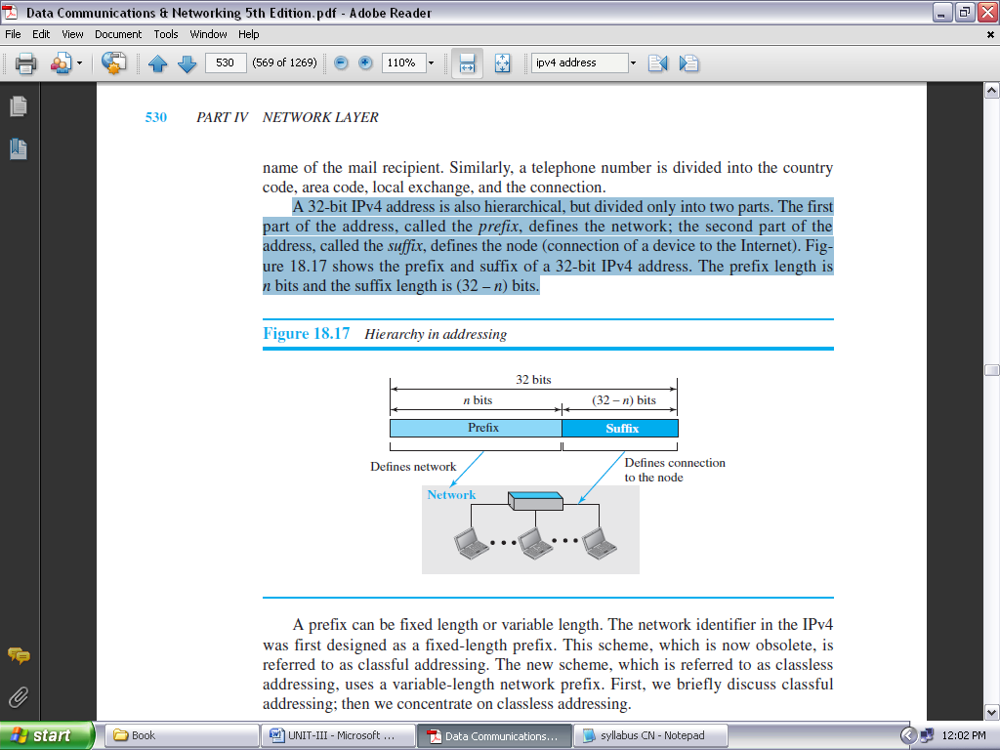 Data Communications & Networking 5th Edition.pdf - Adobe Reader
File Edit View Document Tools Window Help
530 (569 of 1269) 110% ipv4 address
530 PART IV NETWORK LAYER
name of the mail recipient. Similarly, a telephone number is divided into the country
code, area code, local exchange, and the connection.
A 32-bit IPv4 address is also hierarchical, but divided only into two parts. The first
part of the address, called the prefix, defines the network; the second part of the
address, called the suffix, defines the node (connection of a device to the Internet). Fig-
ure 18.17 shows the prefix and suffix of a 32-bit IPv4 address. The prefix length is
n bits and the suffix length is (32 – n) bits.
Figure 18.17 Hierarchy in addressing
32 bits
n bits (32 – n) bits
Prefix Suffix
Defines network
Defines connection
to the node
Network
A prefix can be fixed length or variable length. The network identifier in the IPv4
was first designed as a fixed-length prefix. This scheme, which is now obsolete, is
referred to as classful addressing. The new scheme, which is referred to as classless
addressing, uses a variable-length network prefix. First, we briefly discuss classful
addressing; then we concentrate on classless addressing.
start Book UNIT-III - Microsoft ... Data Communications... syllabus CN - Notepad 12:02 PM